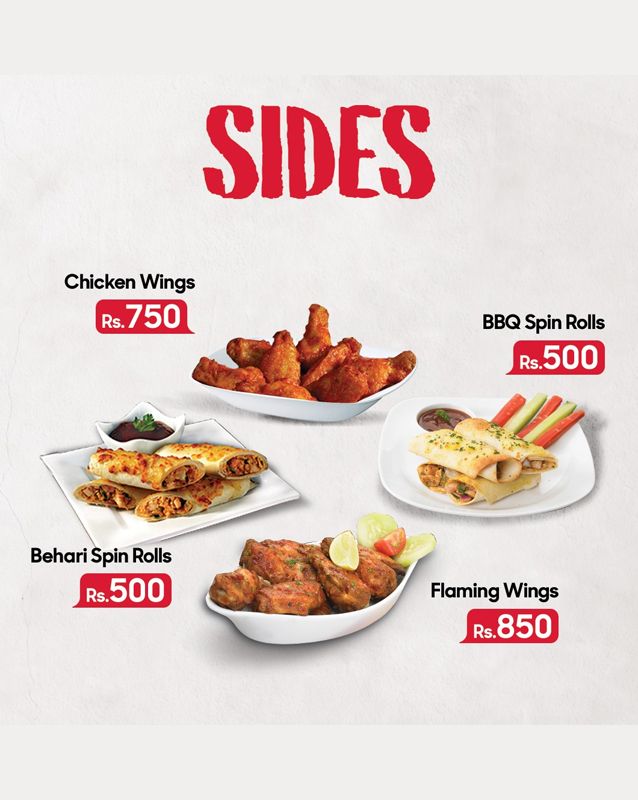 SIDES
Chicken Wings
Rs.750
BBQ Spin Rolls
Rs.500
Behari Spin Rolls
Rs.500
Flaming Wings
Rs.850